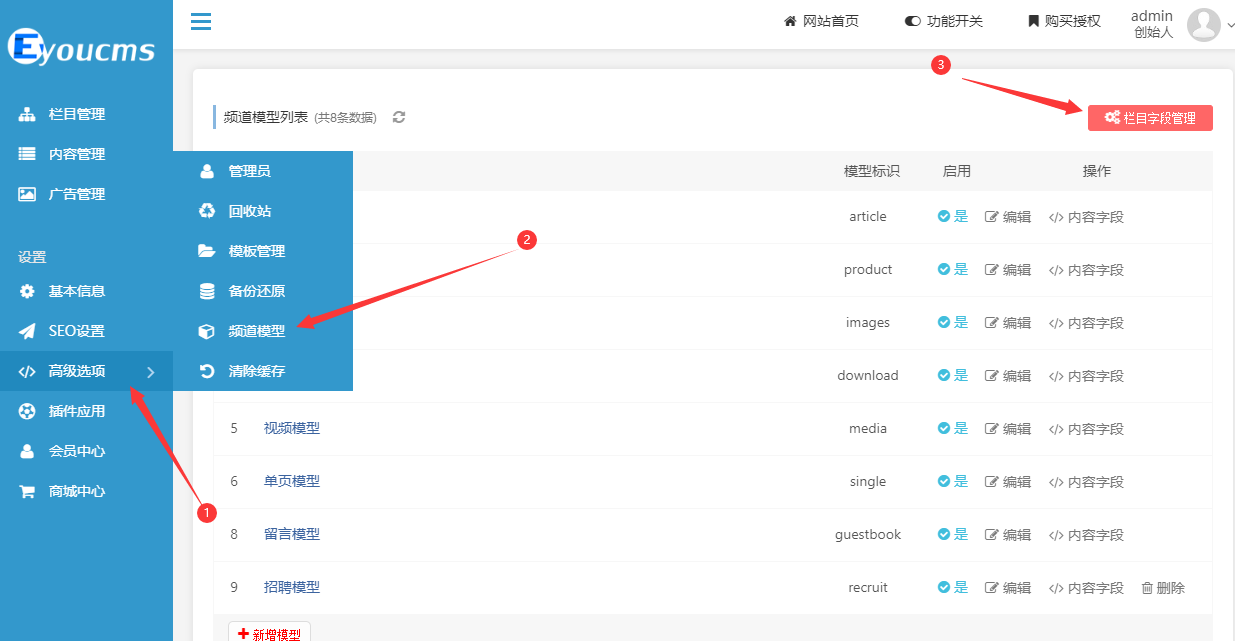 Eyoucms
网站首页 功能开关 购买授权 admin
创始人
栏目管理
内容管理
广告管理
设置
基本信息
SEO设置
高级选项
插件应用
会员中心
商城中心
管理员
回收站
模板管理
备份还原
频道模型
清除缓存
1
2
3
频道模型列表 (共8条数据)
栏目字段管理
模型标识 启用 操作
article 是 编辑 内容字段
product 是 编辑 内容字段
images 是 编辑 内容字段
download 是 编辑 内容字段
5 视频模型 media 是 编辑 内容字段
6 单页模型 single 是 编辑 内容字段
8 留言模型 guestbook 是 编辑 内容字段
9 招聘模型 recruit 是 编辑 内容字段 删除
新增模型